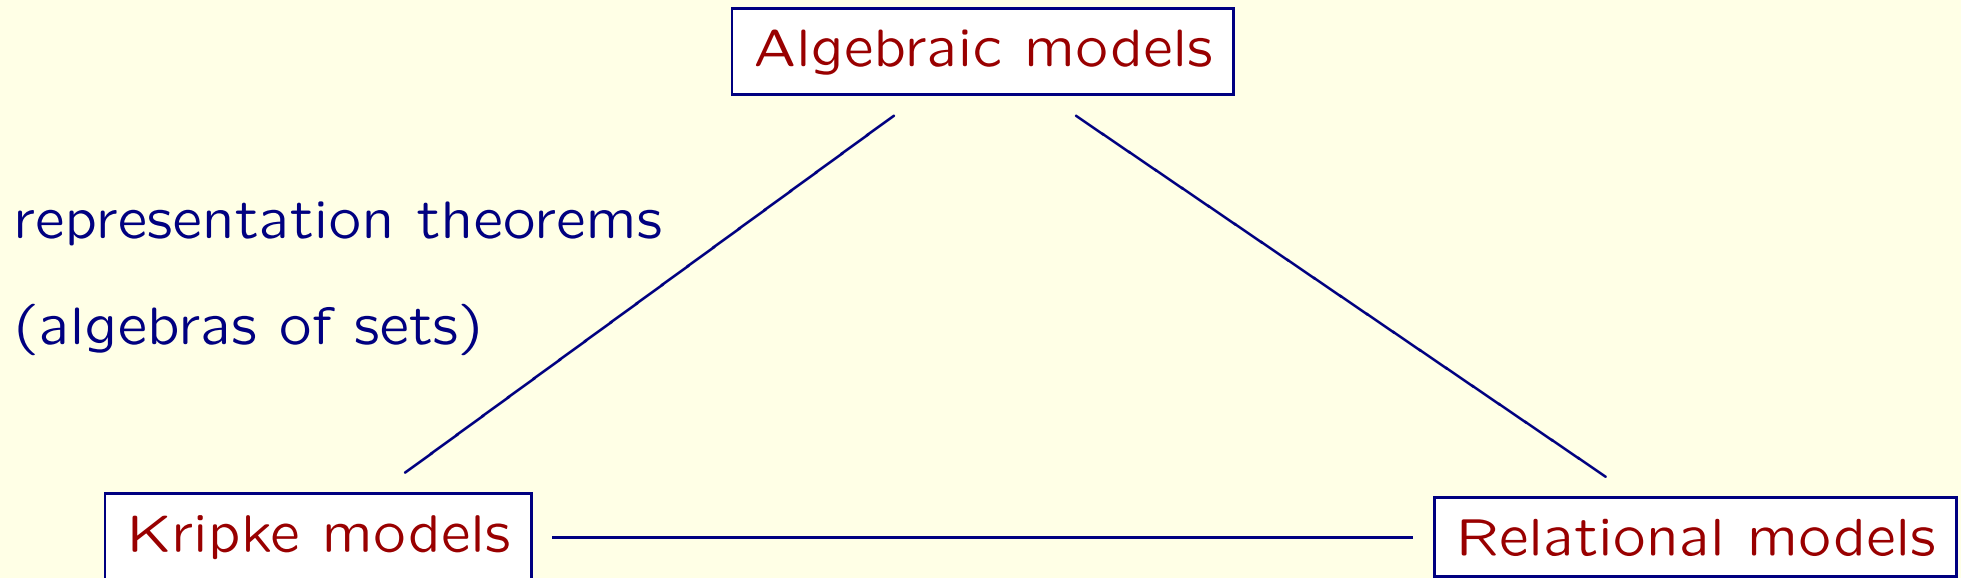 Algebraic models
representation theorems
(algebras of sets)
Kripke models
Relational models